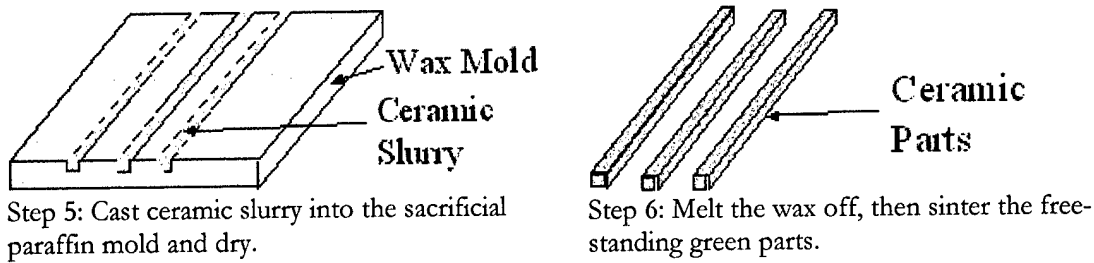 Wax Mold
Ceramic
Slurry
Step 5: Cast ceramic slurry into the sacrificial
paraffin mold and dry.
Ceramic
Parts
Step 6: Melt the wax off, then sinter the free-
standing green parts.